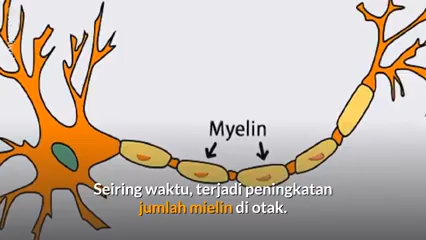 Myelin
Seiring waktu, terjadi peningkatan
jumlah mielin di otak.